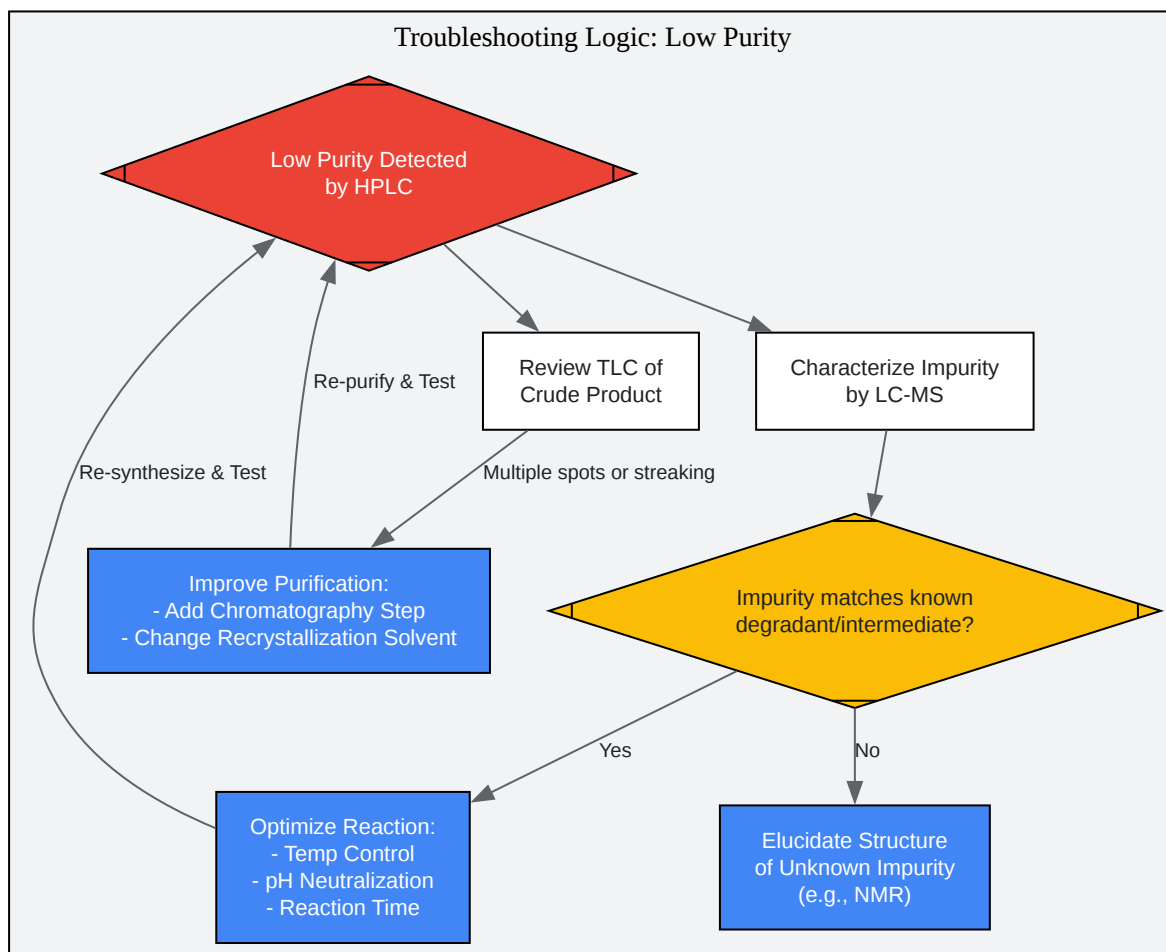 Troubleshooting Logic: Low Purity
Low Purity Detected
by HPLC
Review TLC of
Crude Product
Characterize Impurity
by LC-MS
Re-purify & Test
Re-synthesize & Test
Multiple spots or streaking
Improve Purification:
- Add Chromatography Step
- Change Recrystallization Solvent
Impurity matches known
degradant/intermediate?
Yes
No
Optimize Reaction:
- Temp Control
- pH Neutralization
- Reaction Time
Elucidate Structure
of Unknown Impurity
(e.g., NMR)